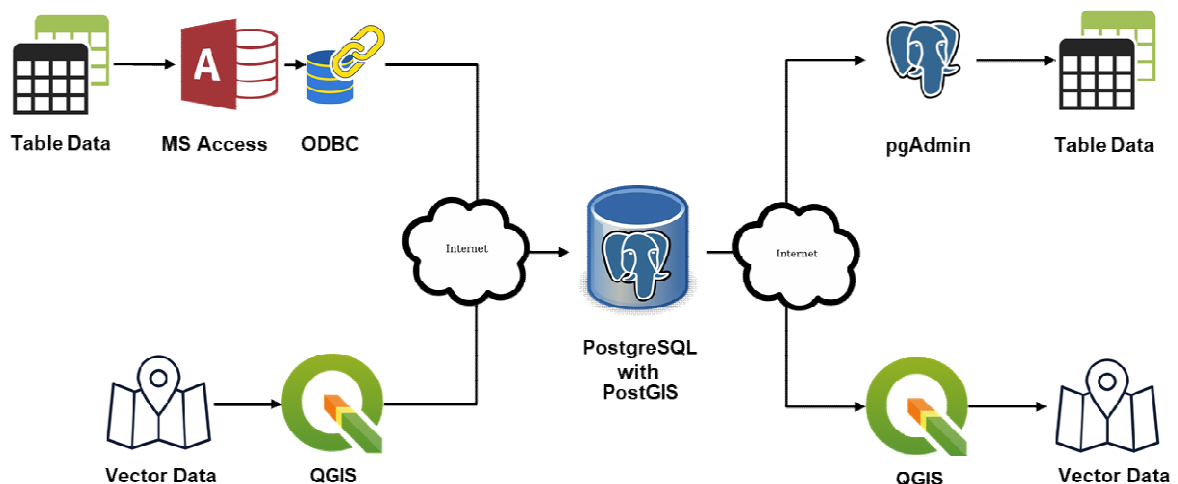 A
Table Data
MS Access
ODBC
pgAdmin
Table Data
Internet
Internet
PostgreSQL
with
PostGIS
Vector Data
QGIS
QGIS
Vector Data